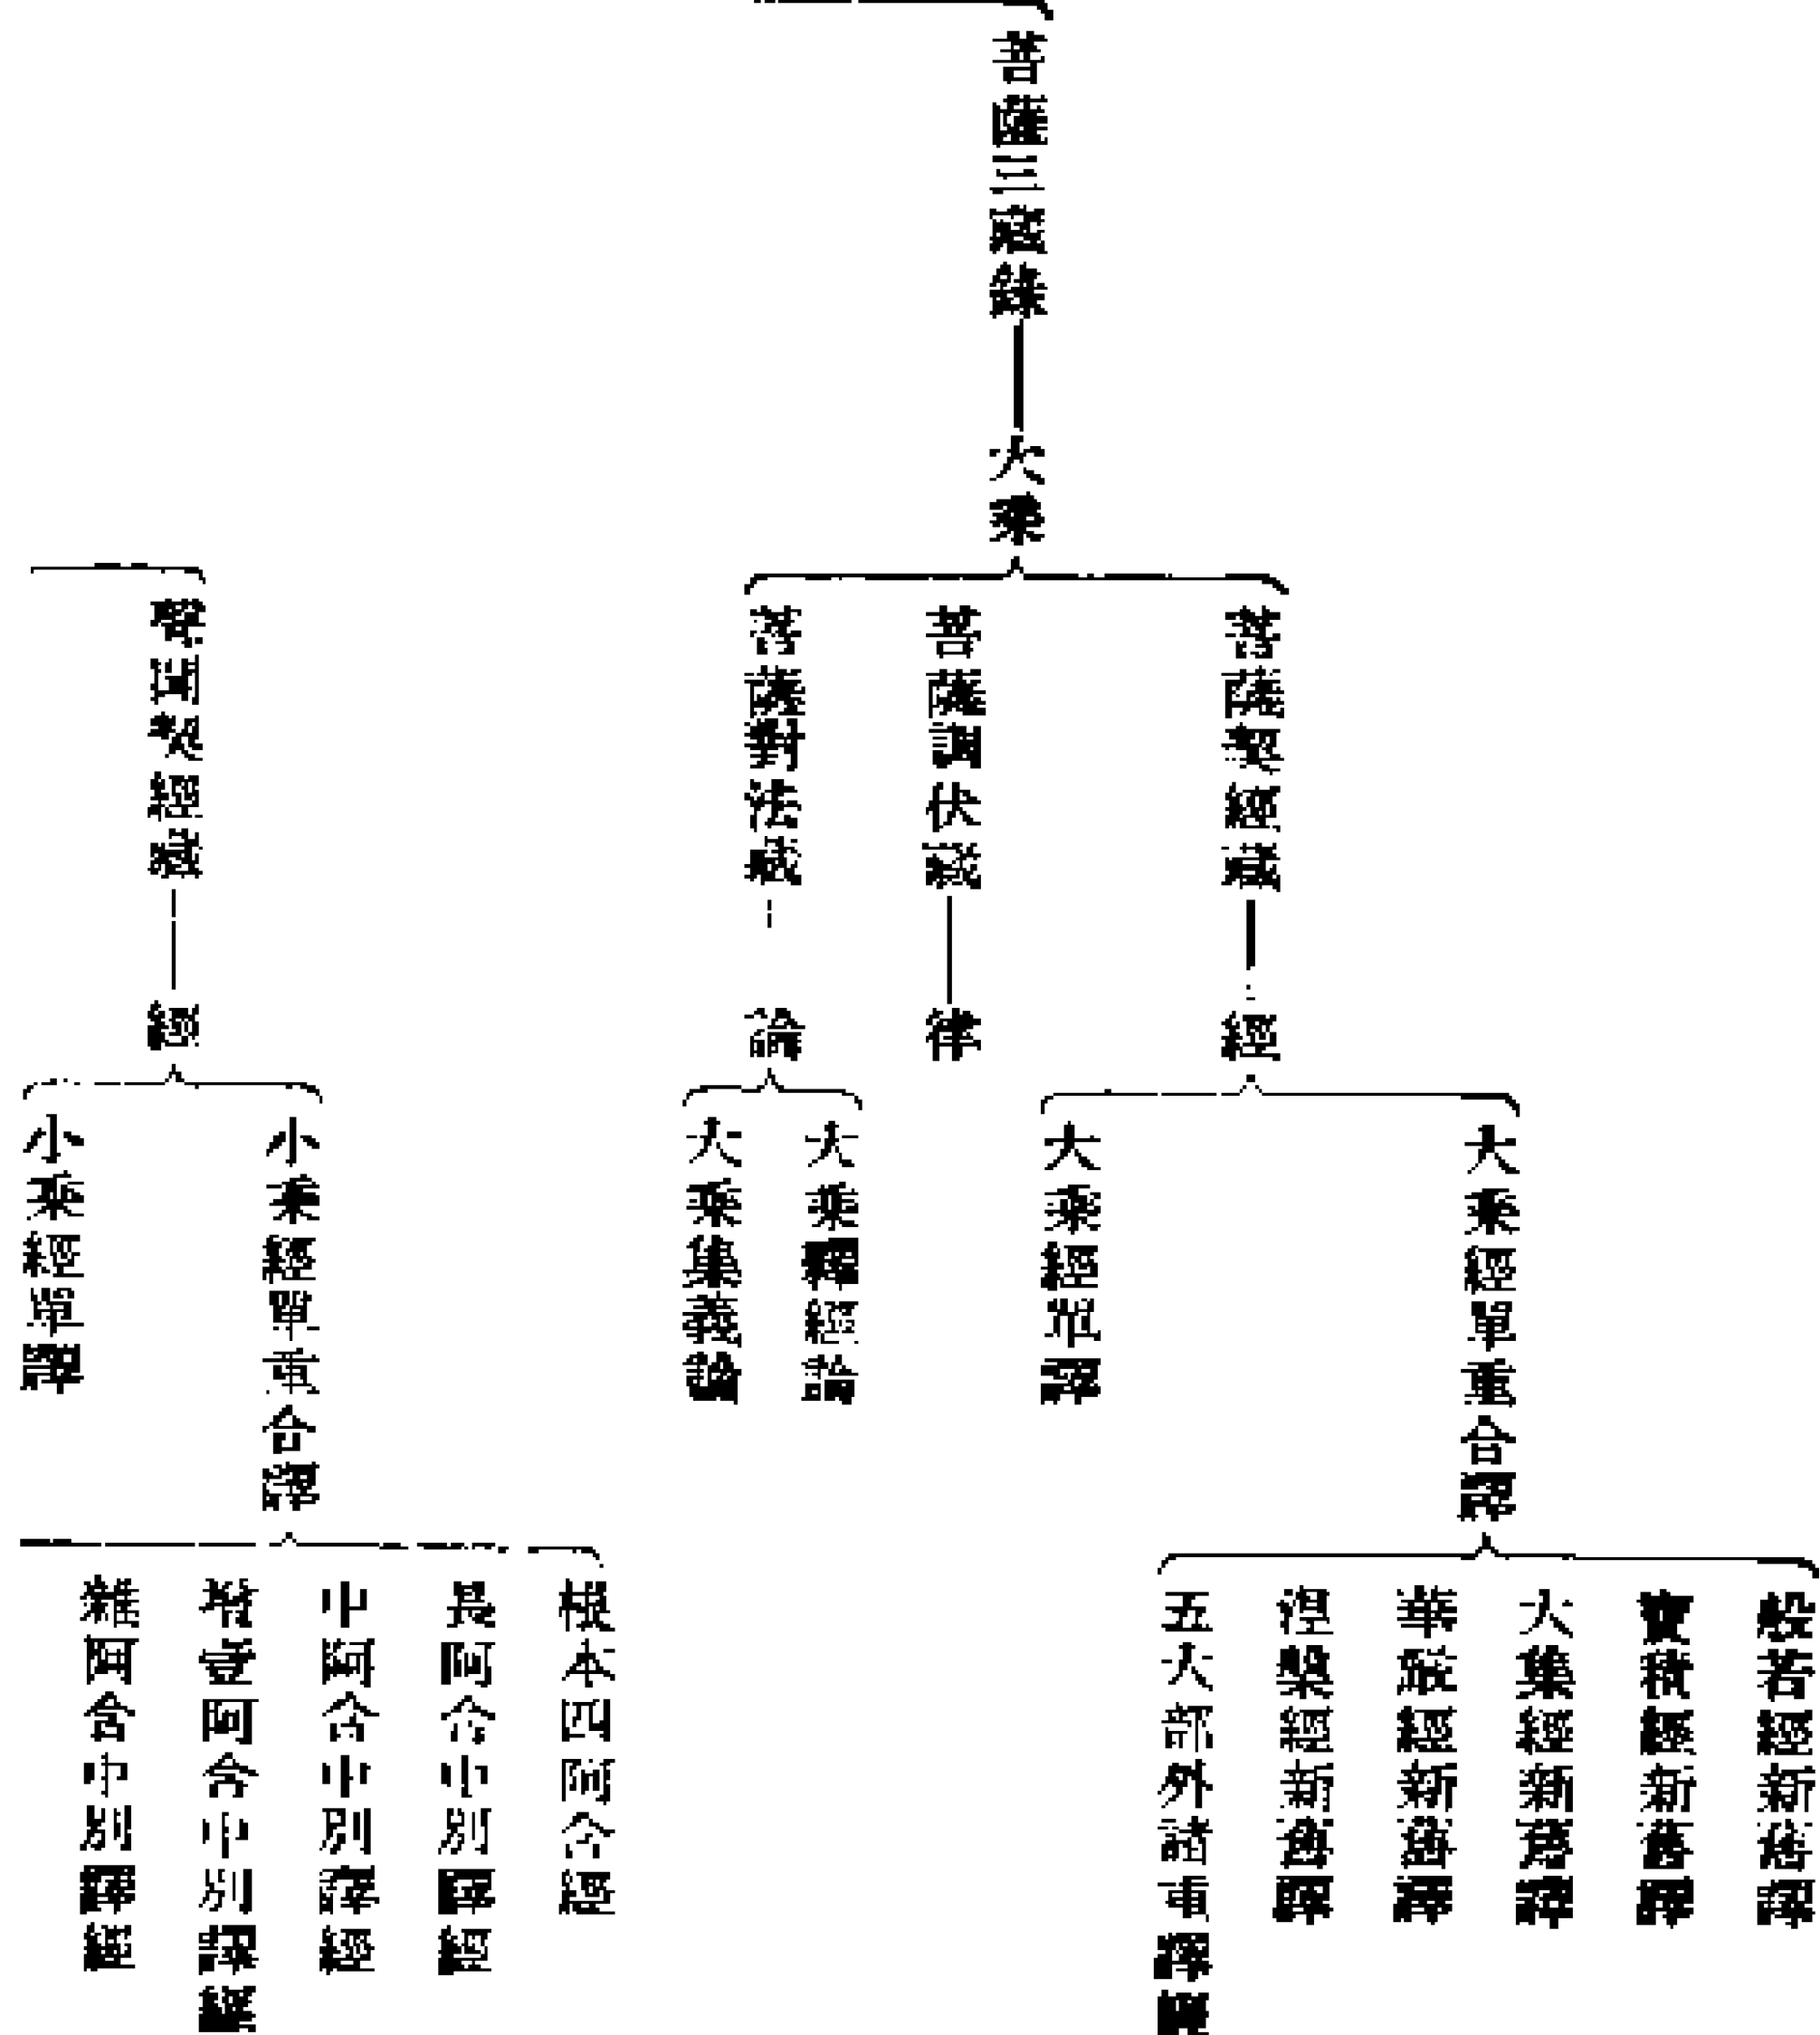 菩薩三藏錄
大乘
菩薩契經藏
經
大乘經單重合譯
般若經新舊譯
寶積經新舊譯
大集經新舊譯
華嚴經新舊譯
涅槃經新舊譯
五大部外諸重譯經
大乘經單譯
菩薩調伏藏
律
菩薩對法藏
論
大乘釋經論
大乘集義論
聲聞契經藏
經
小乘經單重合譯
根本四阿含經
長阿含中別譯經
中阿含中別譯經
增壹阿含中別譯經
雜阿含中別譯經
小乘經單譯